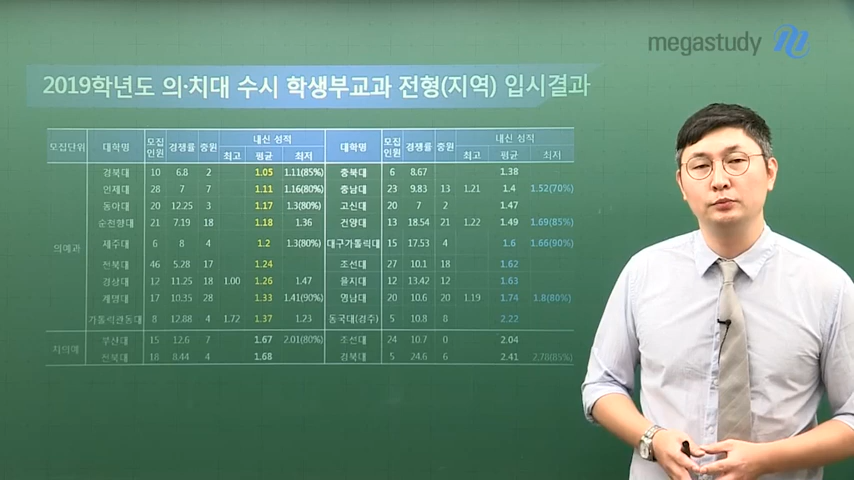 megastudy
2019학년도 의·치대 수시 학생부교과 전형(지역) 입시결과
모집단위 대학명 모집인원 경쟁률 충원 내신 성적 최고 평균 최저 대학명 모집인원 경쟁률 충원 내신 성적 최고 평균 최저
의예과 경북대 10 6.8 2 1.05 1.11(85%) 충북대 6 8.67 1.38
인제대 28 7 7 1.11 1.16(80%) 충남대 23 9.83 13 1.21 1.4 1.52(70%)
동아대 20 12.25 3 1.17 1.3(80%) 고신대 20 7 2 1.47
순천향대 21 7.19 18 1.18 1.36 건양대 13 18.54 21 1.22 1.49 1.69(85%)
제주대 6 8 4 1.2 1.3(80%) 대구가톨릭대 15 17.53 4 1.6 1.66(90%)
전북대 46 5.28 17 1.24 조선대 27 10.1 18 1.62
경상대 12 11.25 18 1.00 1.26 1.47 을지대 12 13.42 12 1.63
계명대 17 10.35 28 1.33 1.41(90%) 영남대 20 10.6 20 1.19 1.74 1.8(80%)
가톨릭관동대 8 12.88 4 1.72 1.37 1.23 동국대(경주) 5 10.8 8 2.22
치의예 부산대 15 12.6 7 1.67 2.01(80%) 조선대 24 10.7 0 2.04
전북대 18 8.44 4 1.68 경북대 5 24.6 6 2.41 2.78(85%)